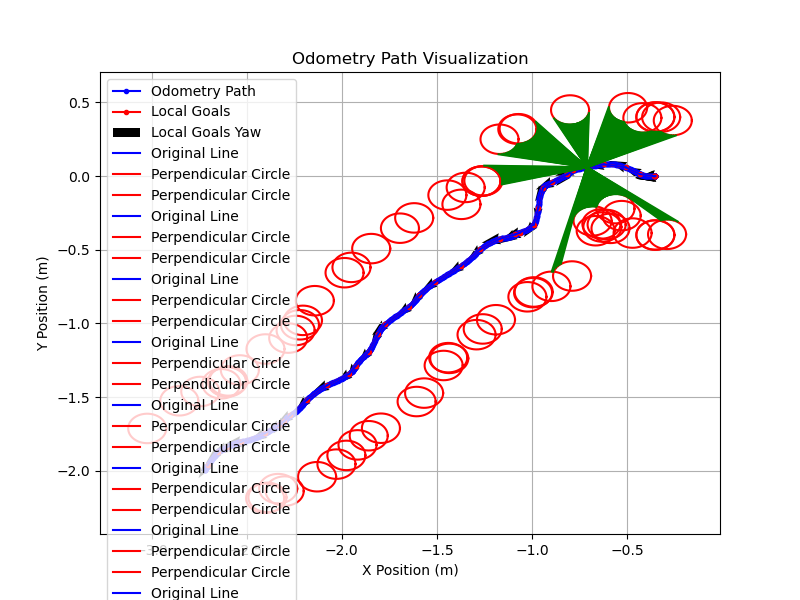 Odometry Path Visualization
Odometry Path
Local Goals
Local Goals Yaw
Original Line
Perpendicular Circle
Perpendicular Circle
Original Line
Perpendicular Circle
Perpendicular Circle
Original Line
Perpendicular Circle
Perpendicular Circle
Original Line
Perpendicular Circle
Perpendicular Circle
Original Line
Perpendicular Circle
Perpendicular Circle
Original Line
Perpendicular Circle
Perpendicular Circle
Original Line
Perpendicular Circle
Perpendicular Circle
Original Line
Y Position (m)
0.5
0.0
−0.5
−1.0
−1.5
−2.0
−2.0 −1.5 −1.0 −0.5
X Position (m)